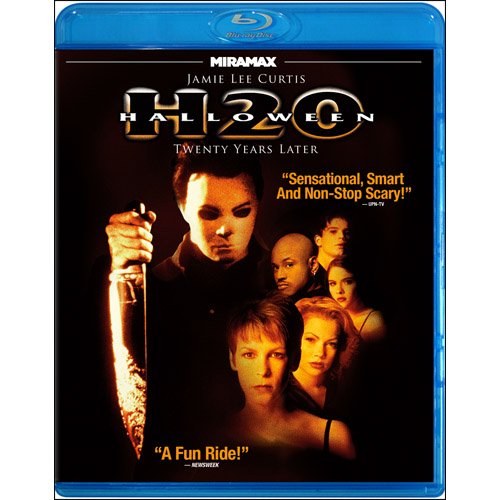 Blu-ray Disc
MIRAMAX
JAMIE LEE CURTIS
H20
HALLOWEEN
TWENTY YEARS LATER
“Sensational, Smart
And Non-Stop Scary!”
— UPN-TV
“A Fun Ride!”
— NEWSWEEK